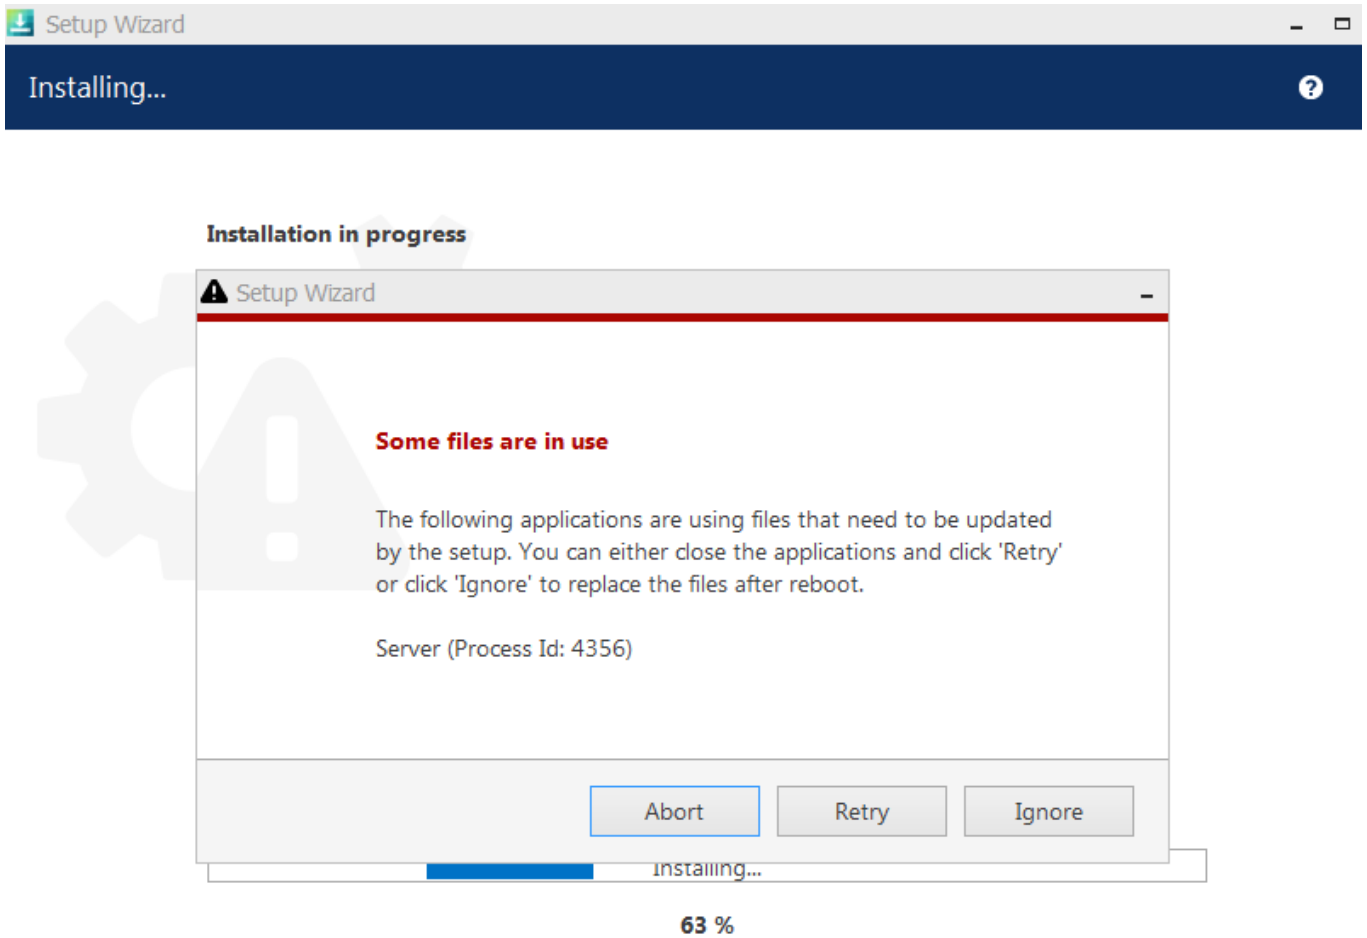 Setup Wizard
Installing...
Installation in progress
Setup Wizard
Some files are in use
The following applications are using files that need to be updated
by the setup. You can either close the applications and click 'Retry'
or click 'Ignore' to replace the files after reboot.
Server (Process Id: 4356)
Abort Retry Ignore
Installing...
63 %